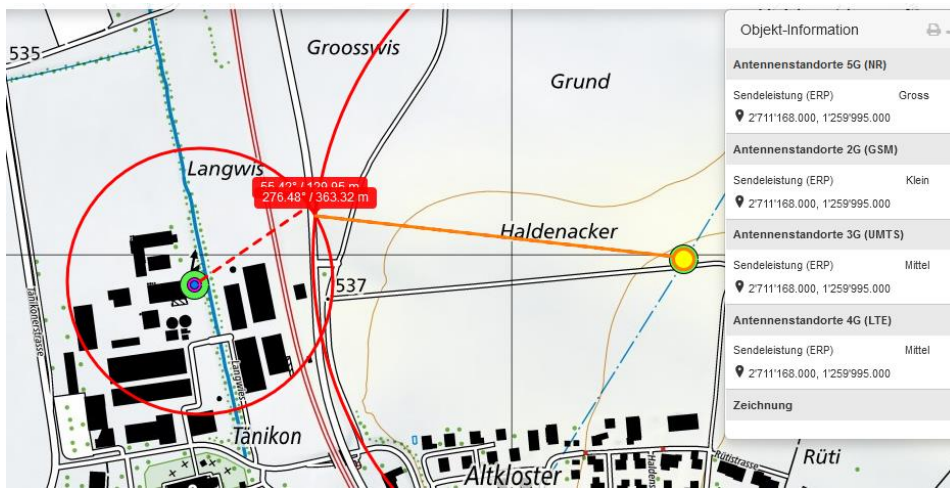 535
Groosswis
Grund
Langwis
55.42° / 129.95 m
276.48° / 363.32 m
Haldenacker
537
Tänikonerstrasse
Langwies
Tänikon
Altkloster
Rütistrasse
Rüti
Objekt-Information
Antennenstandorte 5G (NR)
Sendeleistung (ERP) Gross
2'711'168.000, 1'259'995.000
Antennenstandorte 2G (GSM)
Sendeleistung (ERP) Klein
2'711'168.000, 1'259'995.000
Antennenstandorte 3G (UMTS)
Sendeleistung (ERP) Mittel
2'711'168.000, 1'259'995.000
Antennenstandorte 4G (LTE)
Sendeleistung (ERP) Mittel
2'711'168.000, 1'259'995.000
Zeichnung